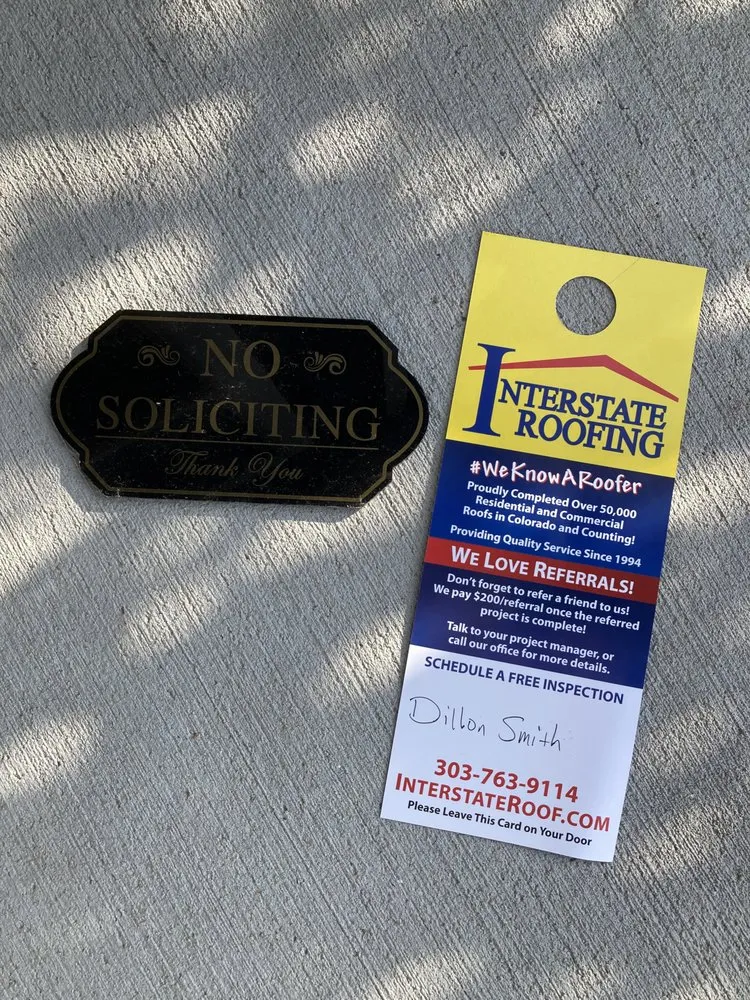 NO
SOLICITING
Thank You
INTERSTATE
ROOFING
#WeKnowARoofer
Proudly Completed Over 50,000
Residential and Commercial
Roofs in Colorado and Counting!
Providing Quality Service Since 1994
WE LOVE REFERRALS!
Don't forget to refer a friend to us!
We pay $200/referral once the referred
project is complete!
Talk to your project manager, or
call our office for more details.
SCHEDULE A FREE INSPECTION
Dillon Smith
303-763-9114
INTERSTATEROOF.COM
Please Leave This Card on Your Door